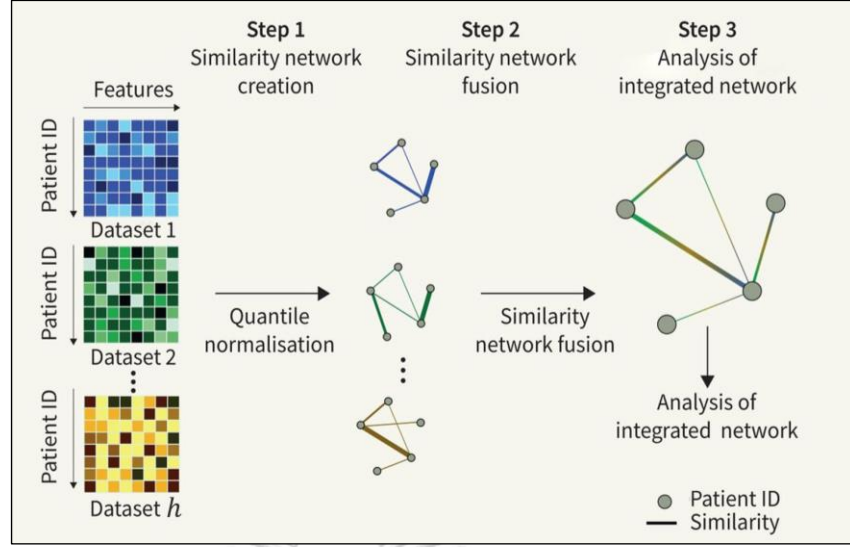 Step 1
Similarity network
creation
Step 2
Similarity network
fusion
Step 3
Analysis of
integrated network
Features
Patient ID
Dataset 1
Patient ID
Dataset 2
Patient ID
Dataset h
Quantile
normalisation
Similarity
network fusion
Analysis of
integrated network
Patient ID
Similarity